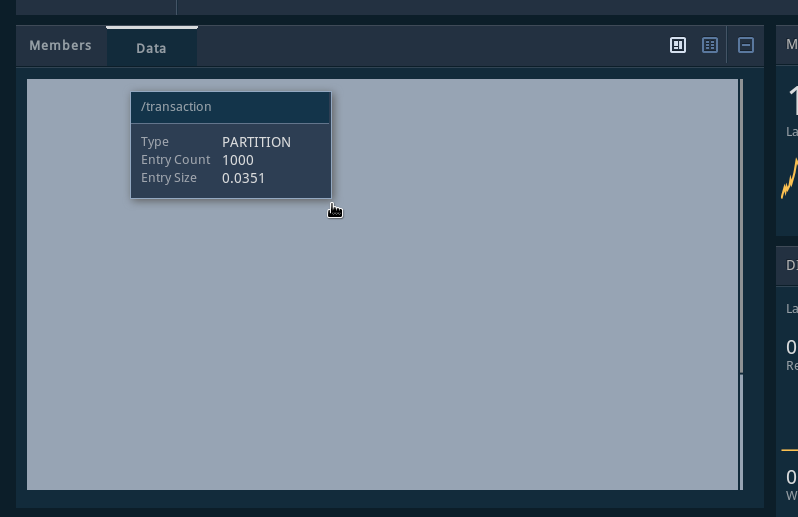 Members
Data
/transaction
Type PARTITION
Entry Count 1000
Entry Size 0.0351
M
1
La
DI
La
0
Re
0
W